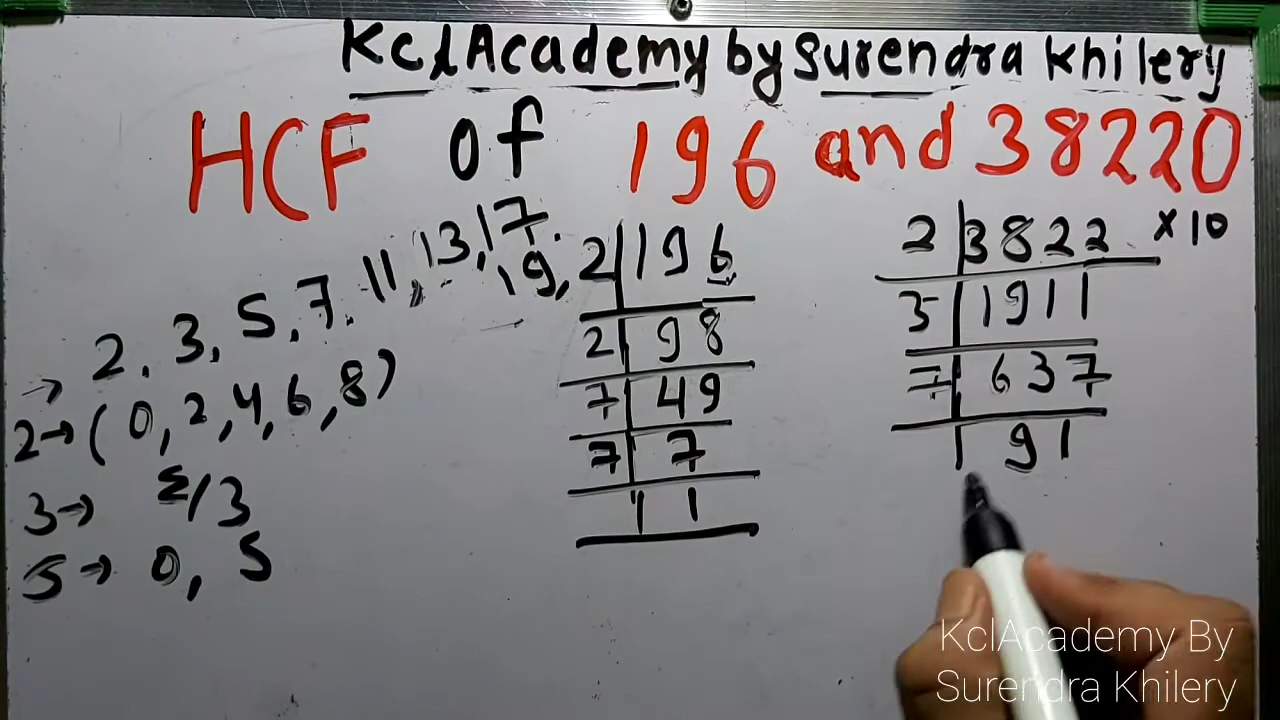 KclAcademy by Surendra Khilery
HCF of 196 and 38220
→ 2, 3, 5, 7, 11, 13, 17,
19,
2→ (0, 2, 4, 6, 8)
3→ Σ/3
5→ 0, 5
2|196
2|98
7|49
7|7
|1
2|3822 ×10
3|1911
7|637
|91
KclAcademy By
Surendra Khilery